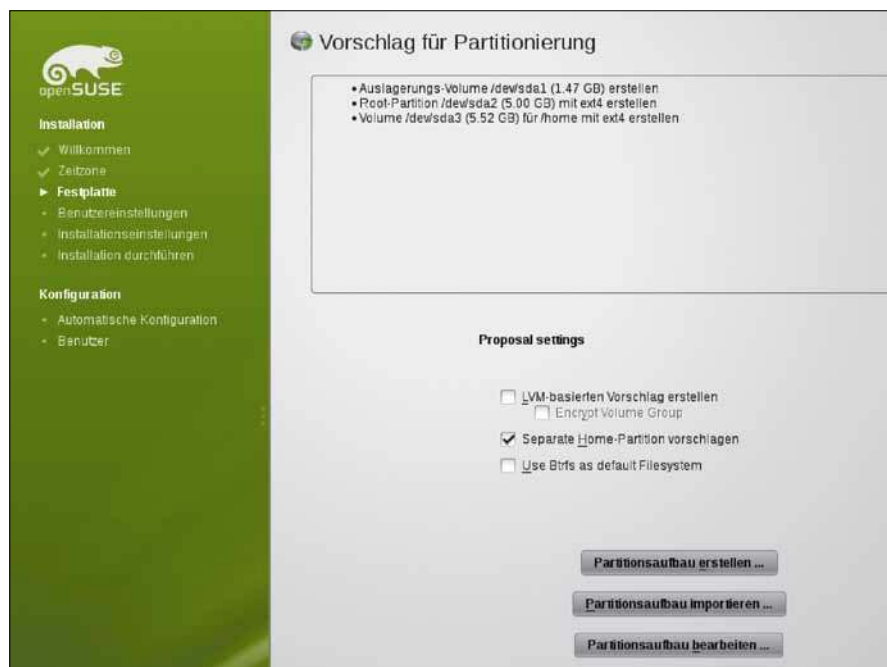 openSUSE
Installation
Willkommen
Zeitzone
Festplatte
Benutzereinstellungen
Installationseinstellungen
Installation durchführen
Konfiguration
Automatische Konfiguration
Benutzer
Vorschlag für Partitionierung
• Auslagerungs-Volume /dev/sda1 (1.47 GB) erstellen
• Root-Partition /dev/sda2 (5.00 GB) mit ext4 erstellen
• Volume /dev/sda3 (5.52 GB) für /home mit ext4 erstellen
Proposal settings
LVM-basierten Vorschlag erstellen
Encrypt Volume Group
Separate Home-Partition vorschlagen
Use Btrfs as default Filesystem
Partitionsaufbau erstellen ...
Partitionsaufbau importieren ...
Partitionsaufbau bearbeiten ...